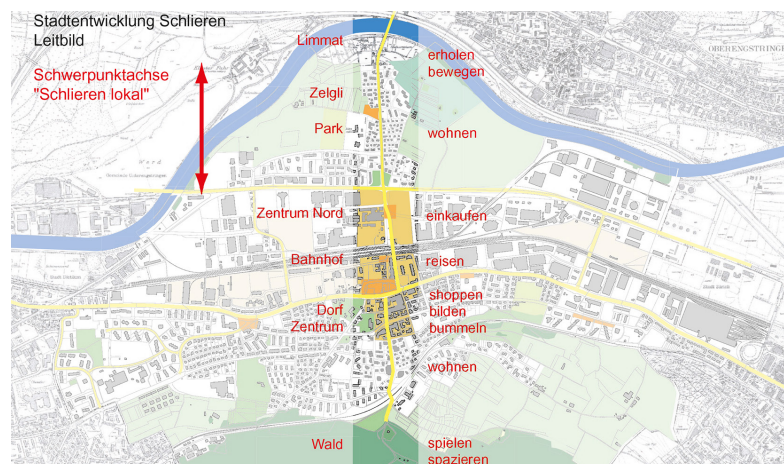 Stadtentwicklung Schlieren
Leitbild
Schwerpunktachse
"Schlieren lokal"
Limmat
erholen
bewegen
OBERENGSTRINGEN
Zelgli
Park
wohnen
Zentrum Nord
einkaufen
Bahnhof
reisen
shoppen
Dorf
bilden
Zentrum
bummeln
wohnen
Wald
spielen
spazieren